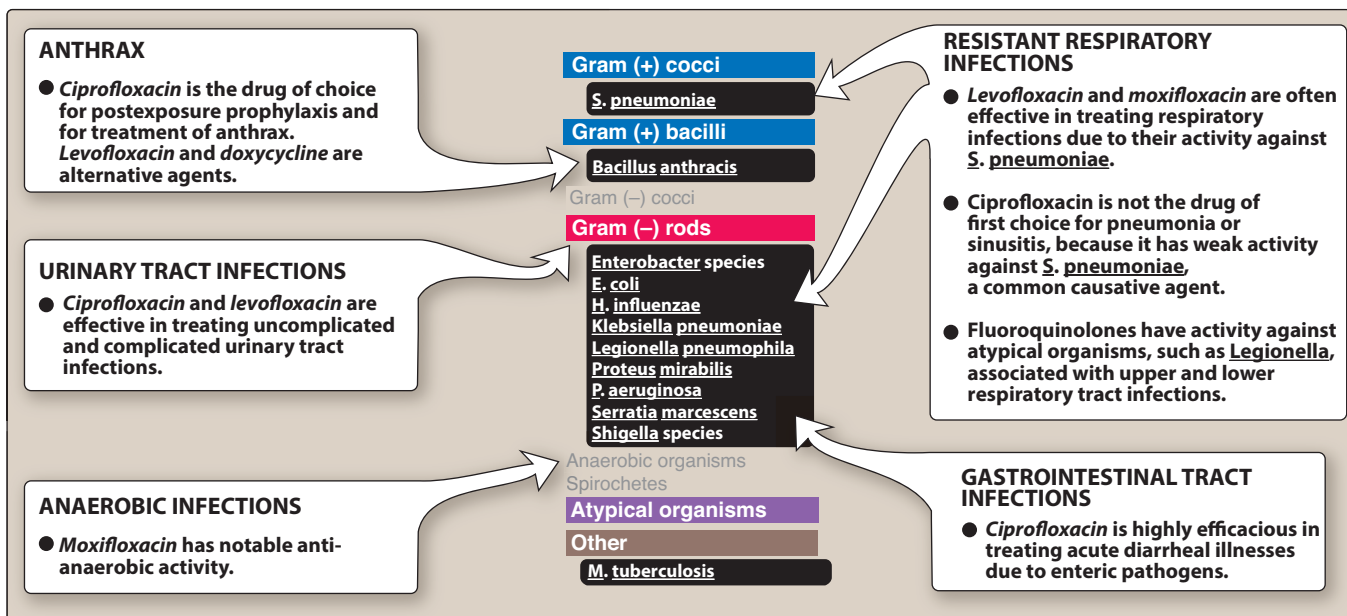 ANTHRAX
● Ciprofloxacin is the drug of choice
for postexposure prophylaxis and
for treatment of anthrax.
Levofloxacin and doxycycline are
alternative agents.
URINARY TRACT INFECTIONS
● Ciprofloxacin and levofloxacin are
effective in treating uncomplicated
and complicated urinary tract
infections.
ANAEROBIC INFECTIONS
● Moxifloxacin has notable anti-
anaerobic activity.
Gram (+) cocci
S. pneumoniae
Gram (+) bacilli
Bacillus anthracis
Gram (–) cocci
Gram (–) rods
Enterobacter species
E. coli
H. influenzae
Klebsiella pneumoniae
Legionella pneumophila
Proteus mirabilis
P. aeruginosa
Serratia marcescens
Shigella species
Anaerobic organisms
Spirochetes
Atypical organisms
Other
M. tuberculosis
RESISTANT RESPIRATORY
INFECTIONS
● Levofloxacin and moxifloxacin are often
effective in treating respiratory
infections due to their activity against
S. pneumoniae.
● Ciprofloxacin is not the drug of
first choice for pneumonia or
sinusitis, because it has weak activity
against S. pneumoniae,
a common causative agent.
● Fluoroquinolones have activity against
atypical organisms, such as Legionella,
associated with upper and lower
respiratory tract infections.
GASTROINTESTINAL TRACT
INFECTIONS
● Ciprofloxacin is highly efficacious in
treating acute diarrheal illnesses
due to enteric pathogens.